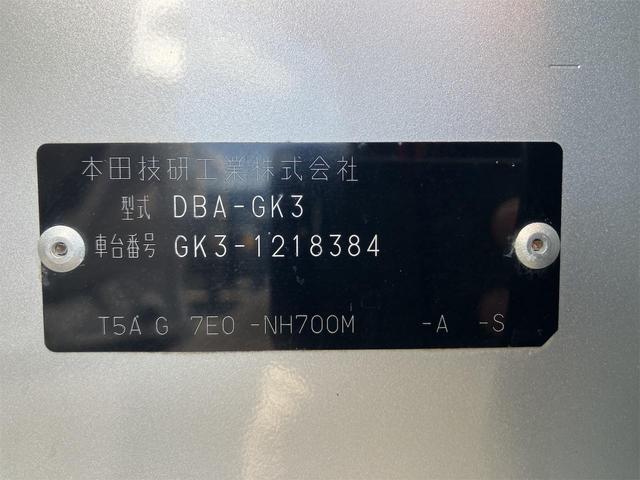 本田技研工業株式会社
型式 DBA-GK3
車台番号 GK3-1218384
T5A G 7E0 -NH700M -A -S